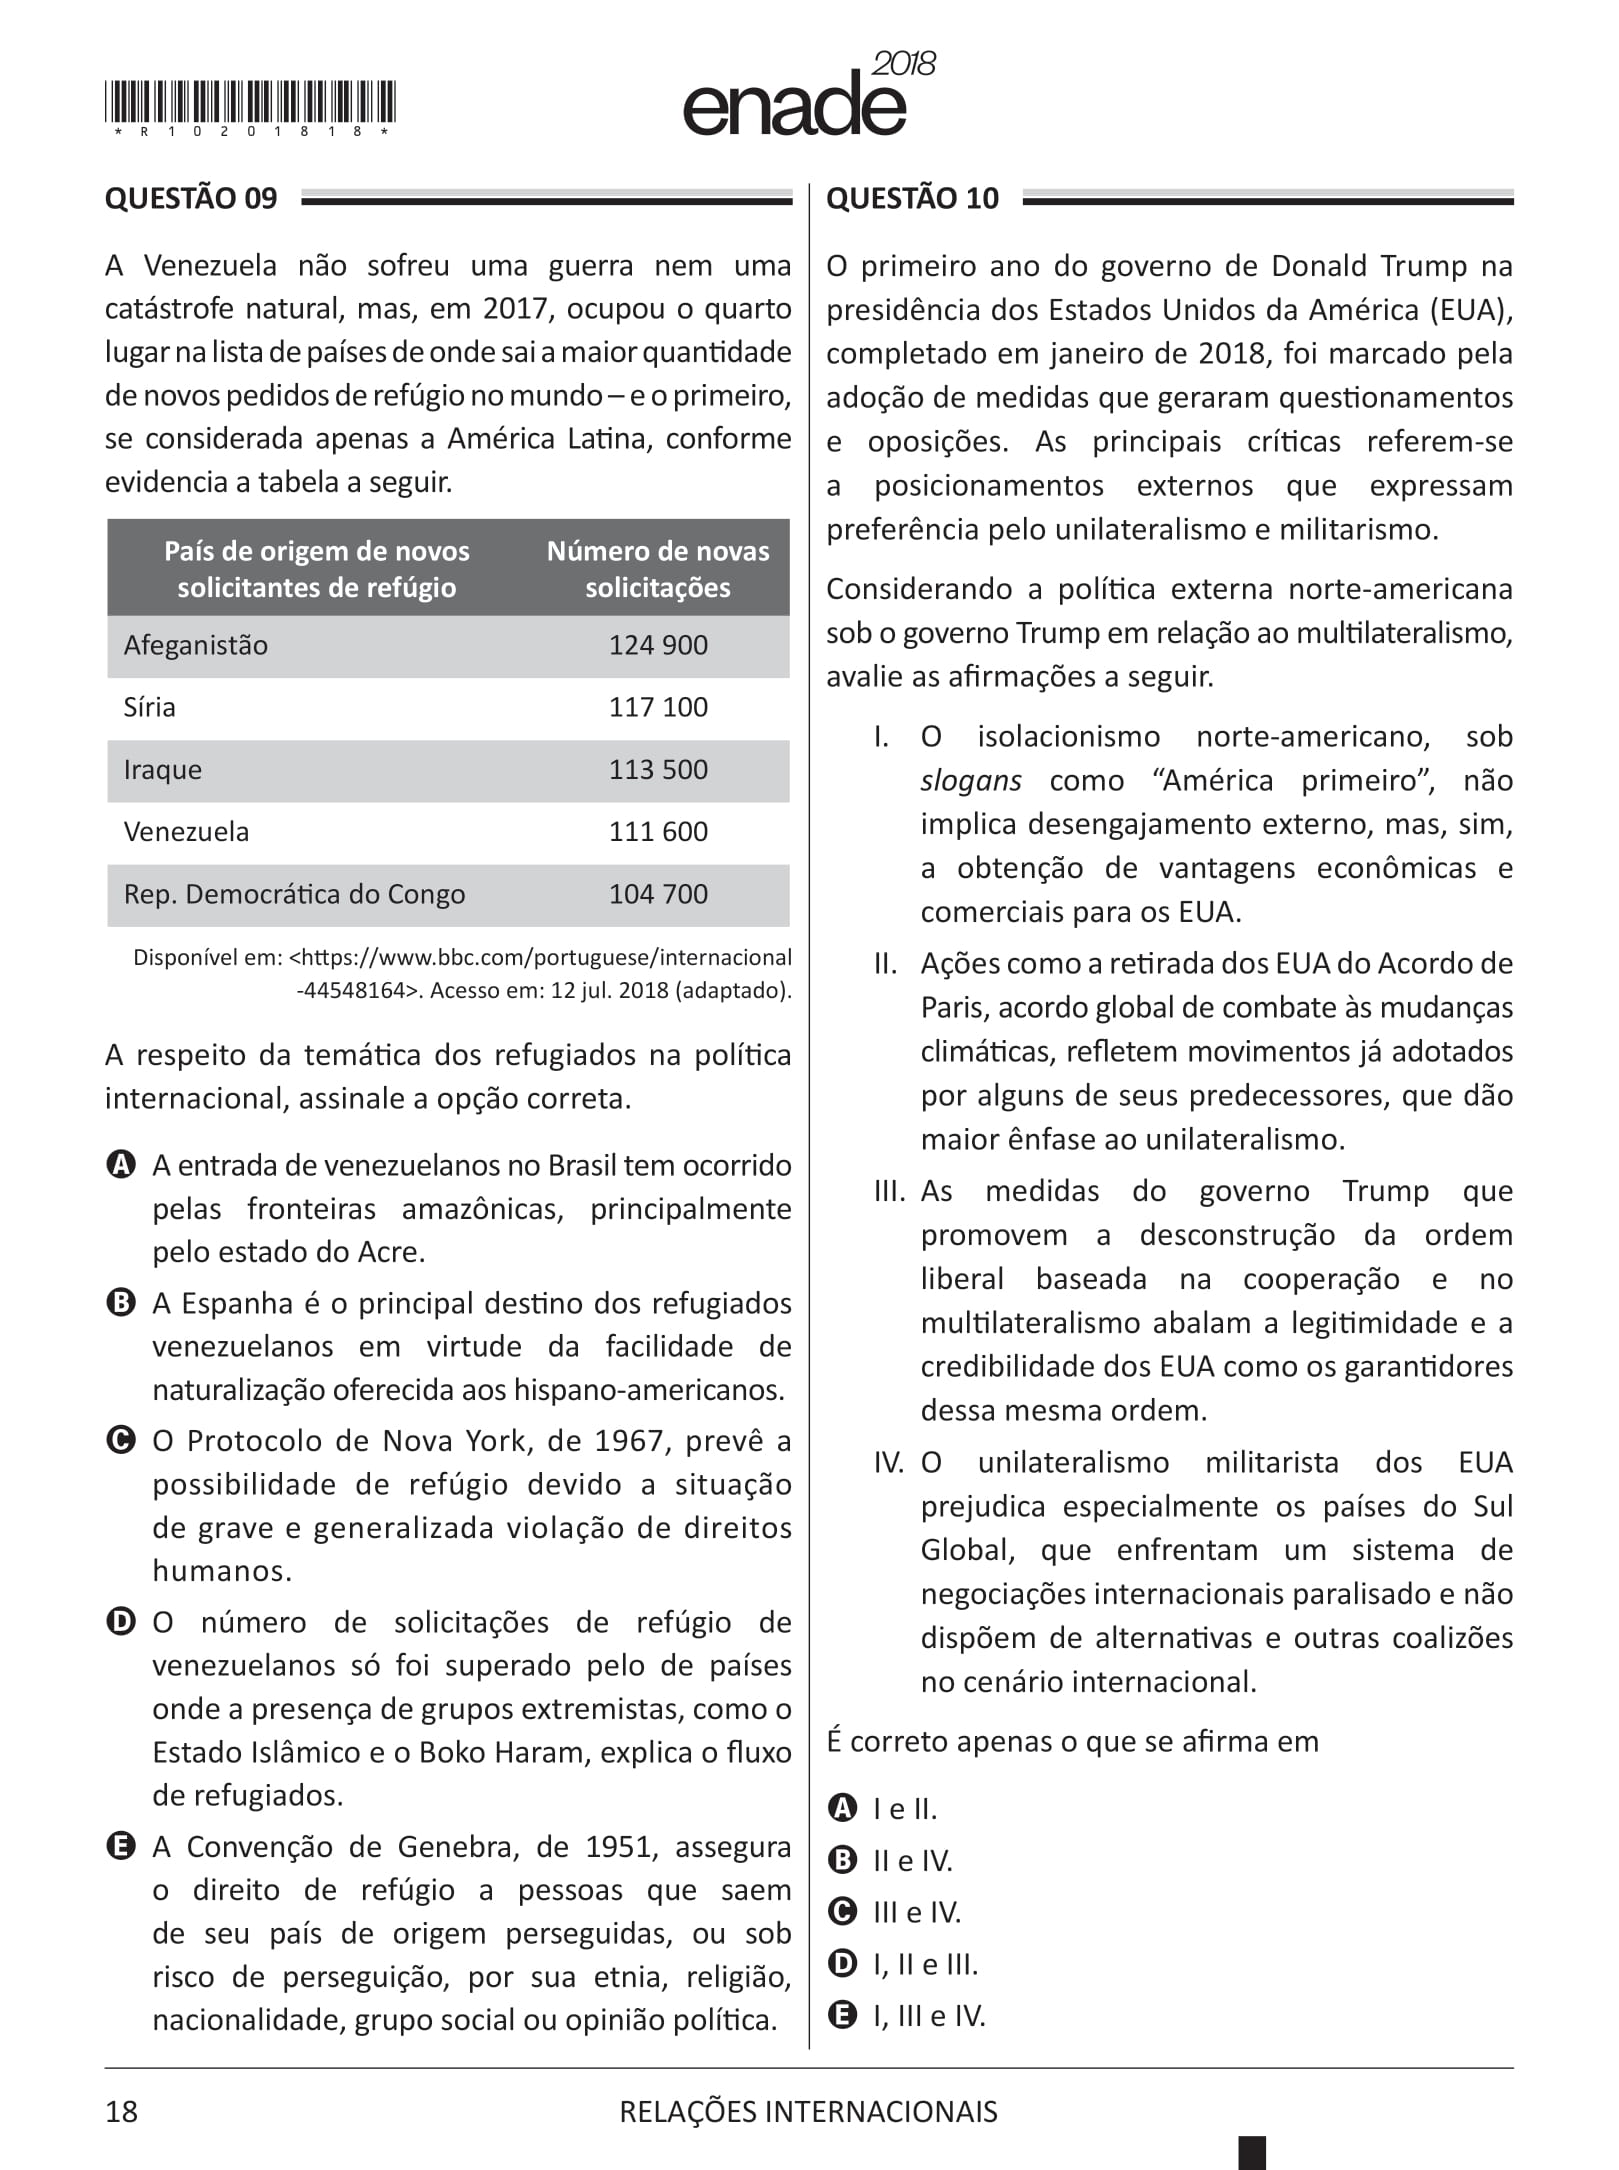 enade2018
*R10201818*
QUESTÃO 09
A Venezuela não sofreu uma guerra nem uma
catástrofe natural, mas, em 2017, ocupou o quarto
lugar na lista de países de onde sai a maior quantidade
de novos pedidos de refúgio no mundo – e o primeiro,
se considerada apenas a América Latina, conforme
evidencia a tabela a seguir.
País de origem de novos solicitantes de refúgio
Número de novas solicitações
Afeganistão 124 900
Síria 117 100
Iraque 113 500
Venezuela 111 600
Rep. Democrática do Congo 104 700
Disponível em: <https://www.bbc.com/portuguese/internacional
-44548164>. Acesso em: 12 jul. 2018 (adaptado).
A respeito da temática dos refugiados na política
internacional, assinale a opção correta.
A A entrada de venezuelanos no Brasil tem ocorrido
pelas fronteiras amazônicas, principalmente
pelo estado do Acre.
B A Espanha é o principal destino dos refugiados
venezuelanos em virtude da facilidade de
naturalização oferecida aos hispano-americanos.
C O Protocolo de Nova York, de 1967, prevê a
possibilidade de refúgio devido a situação
de grave e generalizada violação de direitos
humanos.
D O número de solicitações de refúgio de
venezuelanos só foi superado pelo de países
onde a presença de grupos extremistas, como o
Estado Islâmico e o Boko Haram, explica o fluxo
de refugiados.
E A Convenção de Genebra, de 1951, assegura
o direito de refúgio a pessoas que saem
de seu país de origem perseguidas, ou sob
risco de perseguição, por sua etnia, religião,
nacionalidade, grupo social ou opinião política.
QUESTÃO 10
O primeiro ano do governo de Donald Trump na
presidência dos Estados Unidos da América (EUA),
completado em janeiro de 2018, foi marcado pela
adoção de medidas que geraram questionamentos
e oposições. As principais críticas referem-se
a posicionamentos externos que expressam
preferência pelo unilateralismo e militarismo.
Considerando a política externa norte-americana
sob o governo Trump em relação ao multilateralismo,
avalie as afirmações a seguir.
I. O isolacionismo norte-americano, sob
slogans como “América primeiro”, não
implica desengajamento externo, mas, sim,
a obtenção de vantagens econômicas e
comerciais para os EUA.
II. Ações como a retirada dos EUA do Acordo de
Paris, acordo global de combate às mudanças
climáticas, refletem movimentos já adotados
por alguns de seus predecessores, que dão
maior ênfase ao unilateralismo.
III. As medidas do governo Trump que
promovem a desconstrução da ordem
liberal baseada na cooperação e no
multilateralismo abalam a legitimidade e a
credibilidade dos EUA como os garantidores
dessa mesma ordem.
IV. O unilateralismo militarista dos EUA
prejudica especialmente os países do Sul
Global, que enfrentam um sistema de
negociações internacionais paralisado e não
dispõem de alternativas e outras coalizões
no cenário internacional.
É correto apenas o que se afirma em
A I e II.
B II e IV.
C III e IV.
D I, II e III.
E I, III e IV.
18
RELAÇÕES INTERNACIONAIS